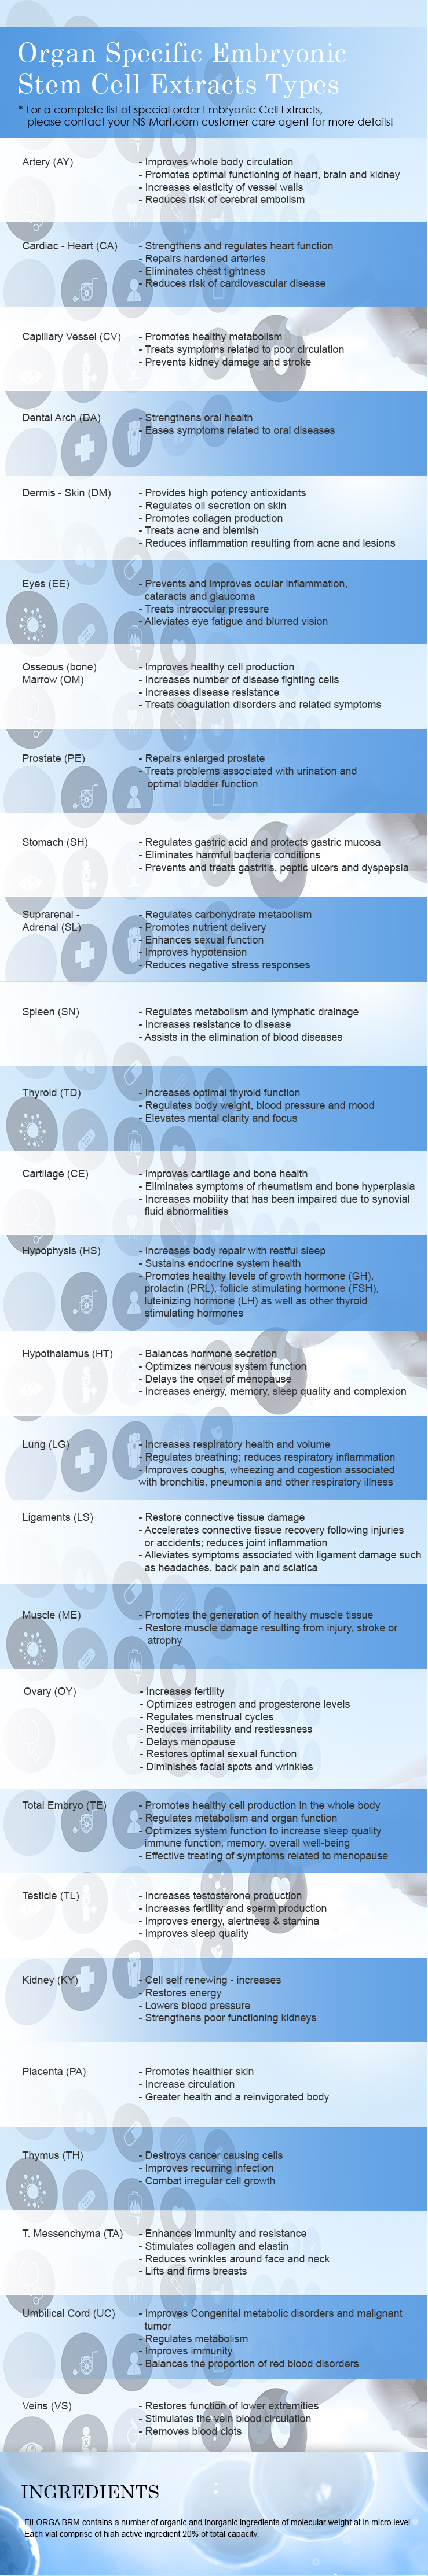 Organ Specific Embryonic
Stem Cell Extracts Types
* For a complete list of special order Embryonic Cell Extracts,
please contact your NS-Mart.com customer care agent for more details!
Artery (AY)
- Improves whole body circulation
- Promotes optimal functioning of heart, brain and kidney
- Increases elasticity of vessel walls
- Reduces risk of cerebral embolism
Cardiac - Heart (CA)
- Strengthens and regulates heart function
- Repairs hardened arteries
- Eliminates chest tightness
- Reduces risk of cardiovascular disease
Capillary Vessel (CV)
- Promotes healthy metabolism
- Treats symptoms related to poor circulation
- Prevents kidney damage and stroke
Dental Arch (DA)
- Strengthens oral health
- Eases symptoms related to oral diseases
Dermis - Skin (DM)
- Provides high potency antioxidants
- Regulates oil secretion on skin
- Promotes collagen production
- Treats acne and blemish
- Reduces inflammation resulting from acne and lesions
Eyes (EE)
- Prevents and improves ocular inflammation,
cataracts and glaucoma
- Treats intraocular pressure
- Alleviates eye fatigue and blurred vision
Osseous (bone)
Marrow (OM)
- Improves healthy cell production
- Increases number of disease fighting cells
- Increases disease resistance
- Treats coagulation disorders and related symptoms
Prostate (PE)
- Repairs enlarged prostate
- Treats problems associated with urination and
optimal bladder function
Stomach (SH)
- Regulates gastric acid and protects gastric mucosa
- Eliminates harmful bacteria conditions
- Prevents and treats gastritis, peptic ulcers and dyspepsia
Suprarenal -
Adrenal (SL)
- Regulates carbohydrate metabolism
- Promotes nutrient delivery
- Enhances sexual function
- Improves hypotension
- Reduces negative stress responses
Spleen (SN)
- Regulates metabolism and lymphatic drainage
- Increases resistance to disease
- Assists in the elimination of blood diseases
Thyroid (TD)
- Increases optimal thyroid function
- Regulates body weight, blood pressure and mood
- Elevates mental clarity and focus
Cartilage (CE)
- Improves cartilage and bone health
- Eliminates symptoms of rheumatism and bone hyperplasia
- Increases mobility that has been impaired due to synovial
fluid abnormalities
Hypophysis (HS)
- Increases body repair with restful sleep
- Sustains endocrine system health
- Promotes healthy levels of growth hormone (GH),
prolactin (PRL), follicle stimulating hormone (FSH),
luteinizing hormone (LH) as well as other thyroid
stimulating hormones
Hypothalamus (HT)
- Balances hormone secretion
- Optimizes nervous system function
- Delays the onset of menopause
- Increases energy, memory, sleep quality and complexion
Lung (LG)
- Increases respiratory health and volume
- Regulates breathing; reduces respiratory inflammation
- Improves coughs, wheezing and cogestion associated
with bronchitis, pneumonia and other respiratory illness
Ligaments (LS)
- Restore connective tissue damage
- Accelerates connective tissue recovery following injuries
or accidents; reduces joint inflammation
- Alleviates symptoms associated with ligament damage such
as headaches, back pain and sciatica
Muscle (ME)
- Promotes the generation of healthy muscle tissue
- Restore muscle damage resulting from injury, stroke or
atrophy
Ovary (OY)
- Increases fertility
- Optimizes estrogen and progesterone levels
- Regulates menstrual cycles
- Reduces irritability and restlessness
- Delays menopause
- Restores optimal sexual function
- Diminishes facial spots and wrinkles
Total Embryo (TE)
- Promotes healthy cell production in the whole body
- Regulates metabolism and organ function
- Optimizes system function to increase sleep quality
immune function, memory, overall well-being
- Effective treating of symptoms related to menopause
Testicle (TL)
- Increases testosterone production
- Increases fertility and sperm production
- Improves energy, alertness & stamina
- Improves sleep quality
Kidney (KY)
- Cell self renewing - increases
- Restores energy
- Lowers blood pressure
- Strengthens poor functioning kidneys
Placenta (PA)
- Promotes healthier skin
- Increase circulation
- Greater health and a reinvigorated body
Thymus (TH)
- Destroys cancer causing cells
- Improves recurring infection
- Combat irregular cell growth
T. Messenchyma (TA)
- Enhances immunity and resistance
- Stimulates collagen and elastin
- Reduces wrinkles around face and neck
- Lifts and firms breasts
Umbilical Cord (UC)
- Improves Congenital metabolic disorders and malignant
tumor
- Regulates metabolism
- Improves immunity
- Balances the proportion of red blood disorders
Veins (VS)
- Restores function of lower extremities
- Stimulates the vein blood circulation
- Removes blood clots
INGREDIENTS
FILORGA BRM contains a number of organic and inorganic ingredients of molecular weight at in micro level.
Each vial comprise of hiah active ingredient 20% of total capacity.